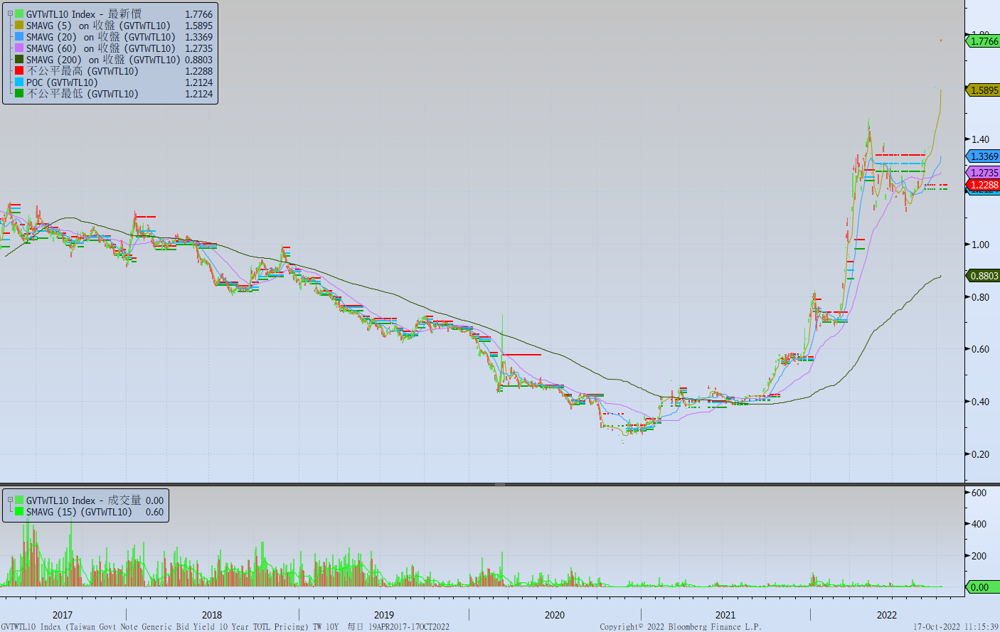 GVTWTL10 Index - 最新價 1.7766
SMAVG (5) on 收盤 (GVTWTL10) 1.5895
SMAVG (20) on 收盤 (GVTWTL10) 1.3369
SMAVG (60) on 收盤 (GVTWTL10) 1.2735
SMAVG (200) on 收盤 (GVTWTL10) 0.8803
不公平最高 (GVTWTL10) 1.2288
POC (GVTWTL10) 1.2124
不公平最低 (GVTWTL10) 1.2124
1.80
1.7766
1.5895
1.40
1.3369
1.2735
1.2288
1.2124
1.00
0.8803
0.80
0.60
0.40
0.20
GVTWTL10 Index - 成交量 0.00
SMAVG (15) (GVTWTL10) 0.60
600
400
200
0.00
2017 2018 2019 2020 2021 2022
GVTWTL10 Index (Taiwan Govt Note Generic Bid Yield 10 Year TOTL Pricing) TW 10Y 每日 19APR2017-17OCT2022 Copyright© 2022 Bloomberg Finance L.P. 17-Oct-2022 11:15:39